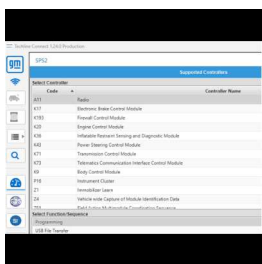 Techline Connect 1.24.0 Production
gm
SPS2
Supported Controllers
Select Controller
Code
Controller Name
A11 Radio
K17 Electronic Brake Control Module
K193 Firewall Control Module
K20 Engine Control Module
K36 Inflatable Restraint Sensing and Diagnostic Module
K43 Power Steering Control Module
K71 Transmission Control Module
K73 Telematics Communication Interface Control Module
K9 Body Control Module
P16 Instrument Cluster
Z1 Immobiliser Learn
Z4 Vehicle wide Capture of Module Identification Data
Select Function/Sequence
Programming
USB File Transfer